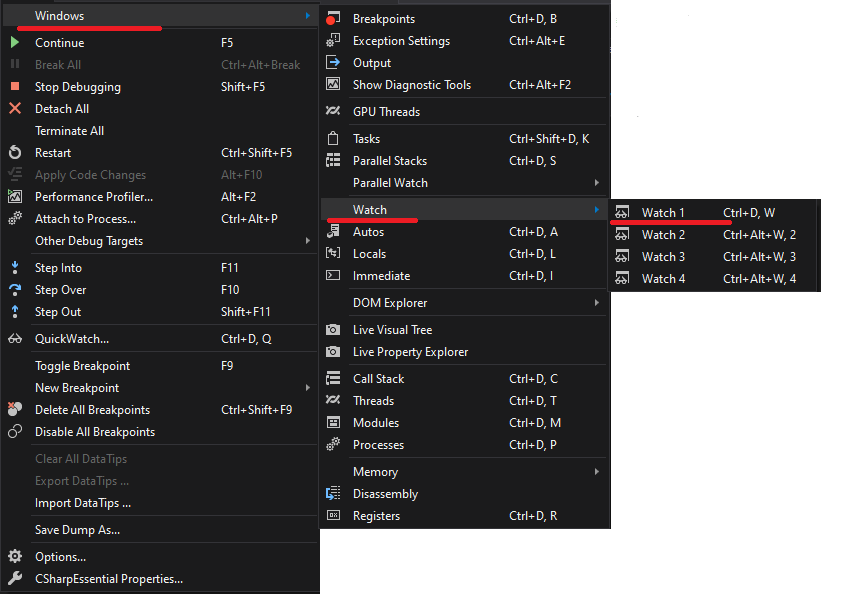 Windows
Continue F5
Break All Ctrl+Alt+Break
Stop Debugging Shift+F5
Detach All
Terminate All
Restart Ctrl+Shift+F5
Apply Code Changes Alt+F10
Performance Profiler... Alt+F2
Attach to Process... Ctrl+Alt+P
Other Debug Targets
Step Into F11
Step Over F10
Step Out Shift+F11
QuickWatch... Ctrl+D, Q
Toggle Breakpoint F9
New Breakpoint
Delete All Breakpoints Ctrl+Shift+F9
Disable All Breakpoints
Clear All DataTips
Export DataTips ...
Import DataTips ...
Save Dump As...
Options...
CSharpEssential Properties...
Breakpoints Ctrl+D, B
Exception Settings Ctrl+Alt+E
Output
Show Diagnostic Tools Ctrl+Alt+F2
GPU Threads
Tasks Ctrl+Shift+D, K
Parallel Stacks Ctrl+D, S
Parallel Watch
Watch
Autos Ctrl+D, A
Locals Ctrl+D, L
Immediate Ctrl+D, I
DOM Explorer
Live Visual Tree
Live Property Explorer
Call Stack Ctrl+D, C
Threads Ctrl+D, T
Modules Ctrl+D, M
Processes Ctrl+D, P
Memory
Disassembly
Registers Ctrl+D, R
Watch 1 Ctrl+D, W
Watch 2 Ctrl+Alt+W, 2
Watch 3 Ctrl+Alt+W, 3
Watch 4 Ctrl+Alt+W, 4